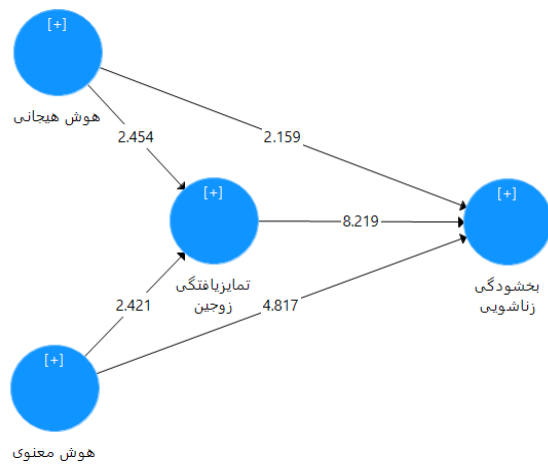 [+]
هوش هیجانی
2.454
2.159
[+]
تمایزیافتگی
زوجین
8.219
[+]
بخشودگی
زناشویی
2.421
4.817
[+]
هوش معنوی